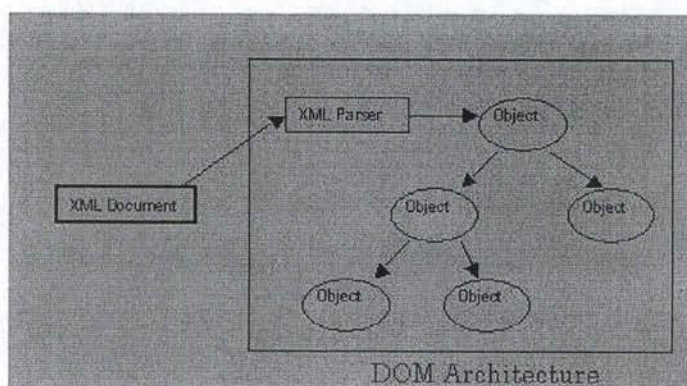 XML Parser
Object
XML Document
Object
Object
Object
Object
DOM Architecture